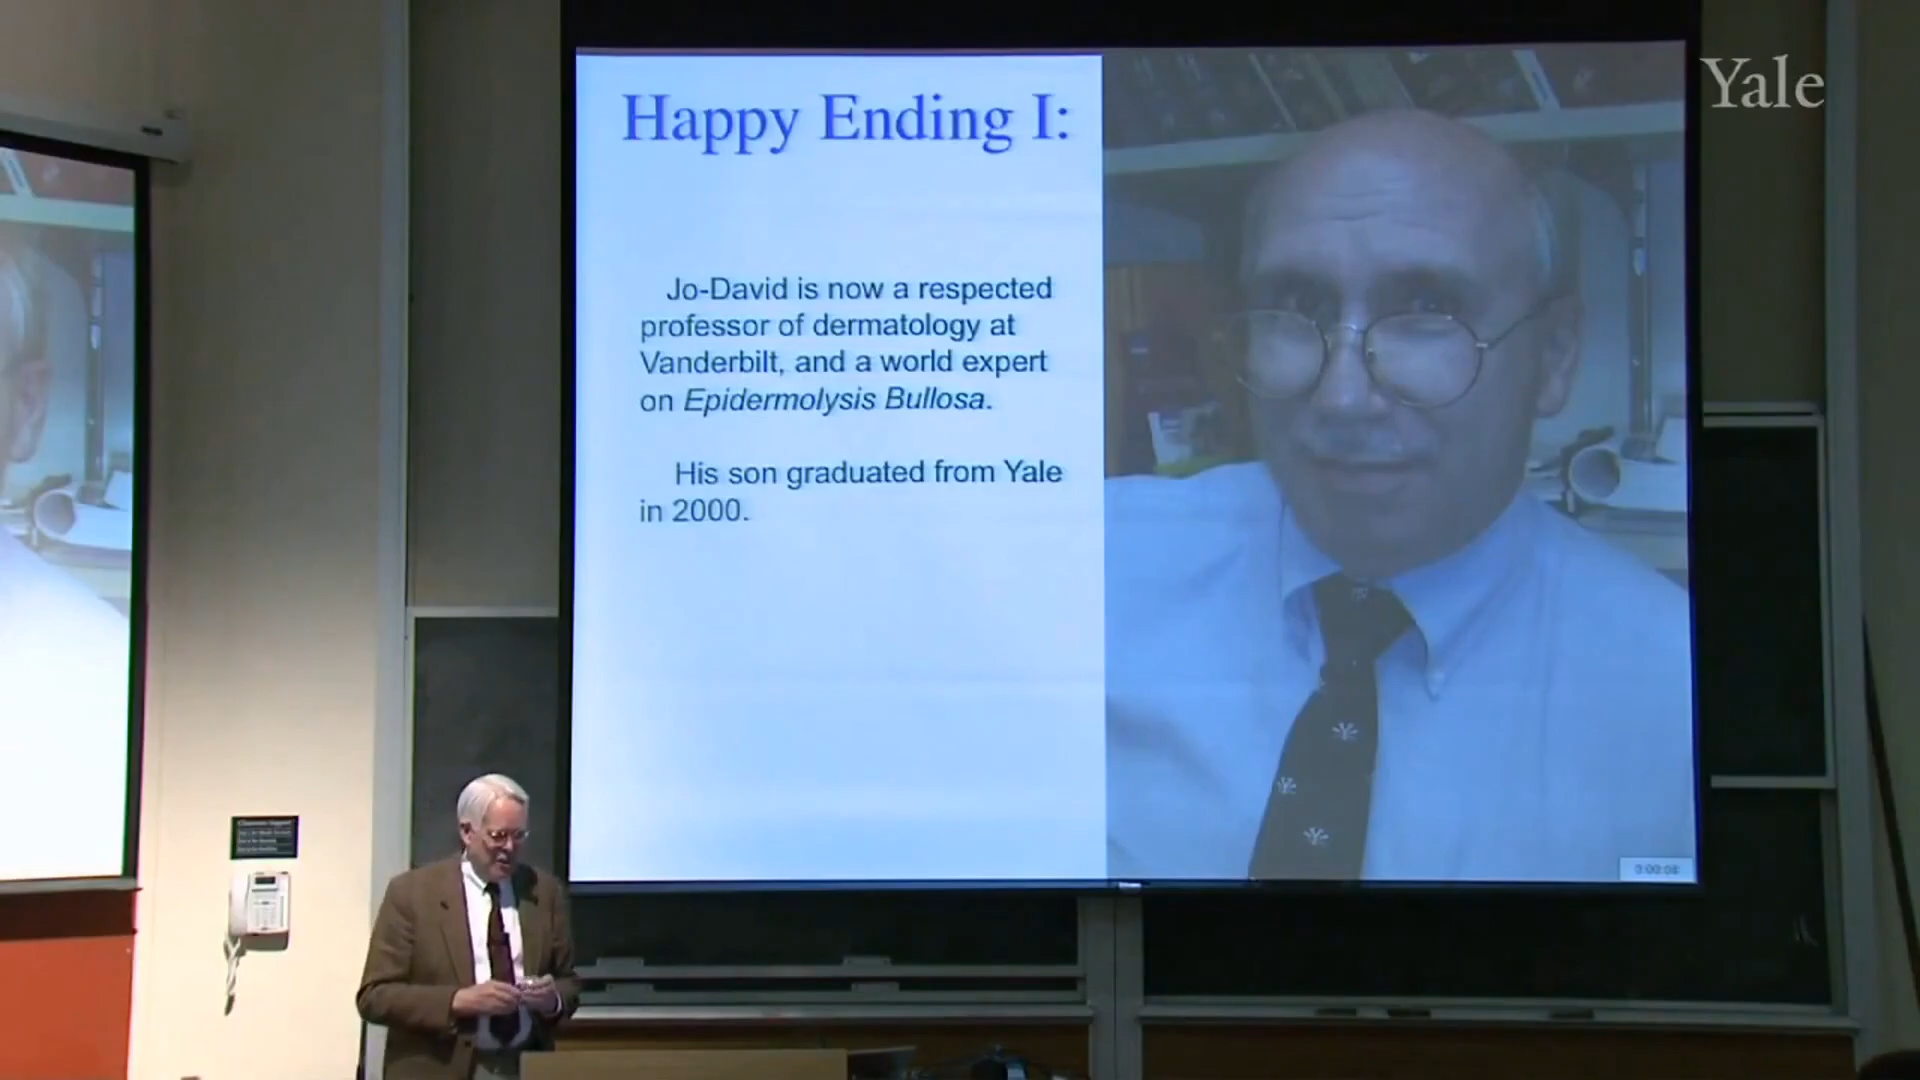 Happy Ending I:
Yale
Jo-David is now a respected
professor of dermatology at
Vanderbilt, and a world expert
on Epidermolysis Bullosa.
His son graduated from Yale
in 2000.